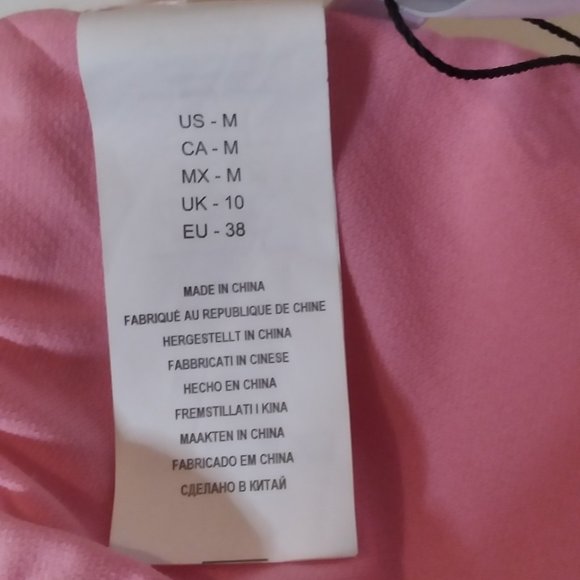 US - M
CA - M
MX - M
UK - 10
EU - 38
MADE IN CHINA
FABRIQUÉ AU REPUBLIQUE DE CHINE
HERGESTELLT IN CHINA
FABBRICATI IN CINESE
HECHO EN CHINA
FREMSTILLATI I KINA
MAAKTEN IN CHINA
FABRICADO EM CHINA
СДЕЛАНО В КИТАЙ